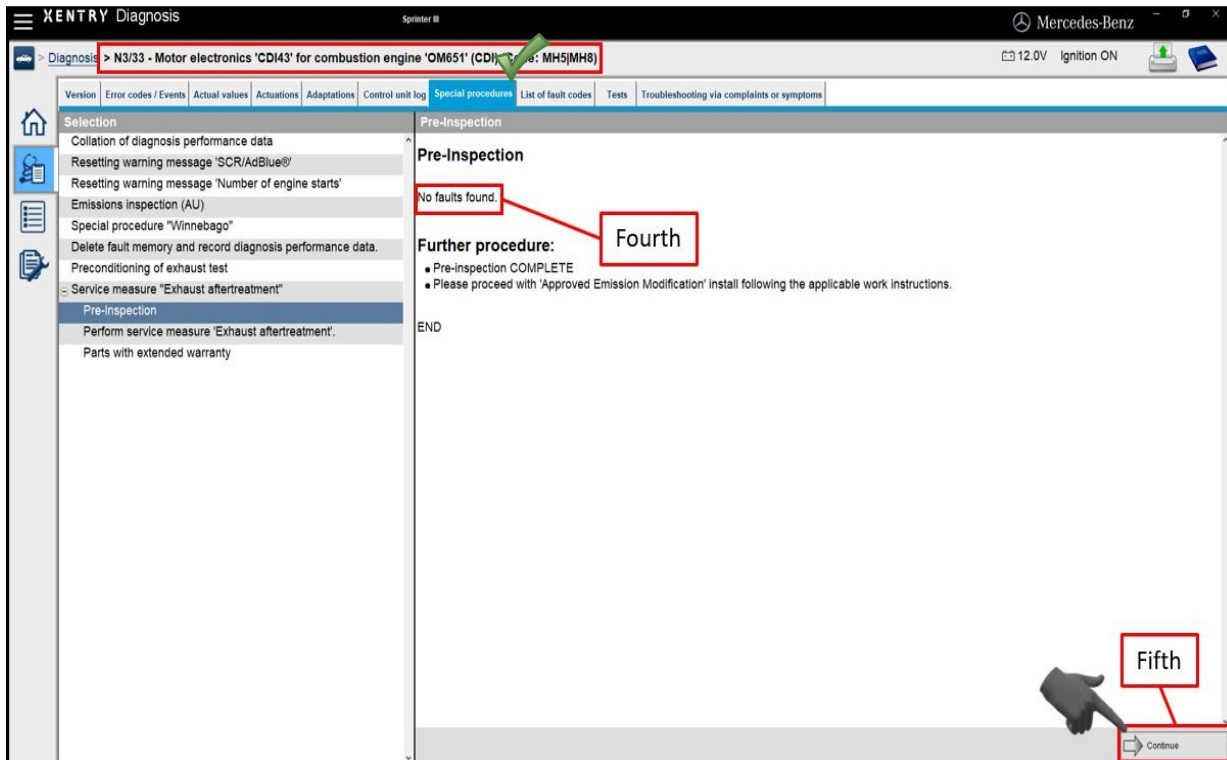 XENTRY Diagnosis
Sprinter III
Mercedes-Benz
> Diagnosis > N3/33 - Motor electronics 'CDI43' for combustion engine 'OM651' (CDI) : MH5|MH8)
12.0V Ignition ON
Version
Error codes / Events
Actual values
Actuations
Adaptations
Control unit log
Special procedures
List of fault codes
Tests
Troubleshooting via complaints or symptoms
Selection
Collation of diagnosis performance data
Resetting warning message 'SCR/AdBlue®'
Resetting warning message 'Number of engine starts'
Emissions inspection (AU)
Special procedure "Winnebago"
Delete fault memory and record diagnosis performance data.
Preconditioning of exhaust test
Service measure "Exhaust aftertreatment"
Pre-Inspection
Perform service measure 'Exhaust aftertreatment'.
Parts with extended warranty
Pre-Inspection
Pre-Inspection
No faults found.
Fourth
Further procedure:
• Pre-inspection COMPLETE
• Please proceed with 'Approved Emission Modification' install following the applicable work instructions.
END
Fifth
Continue